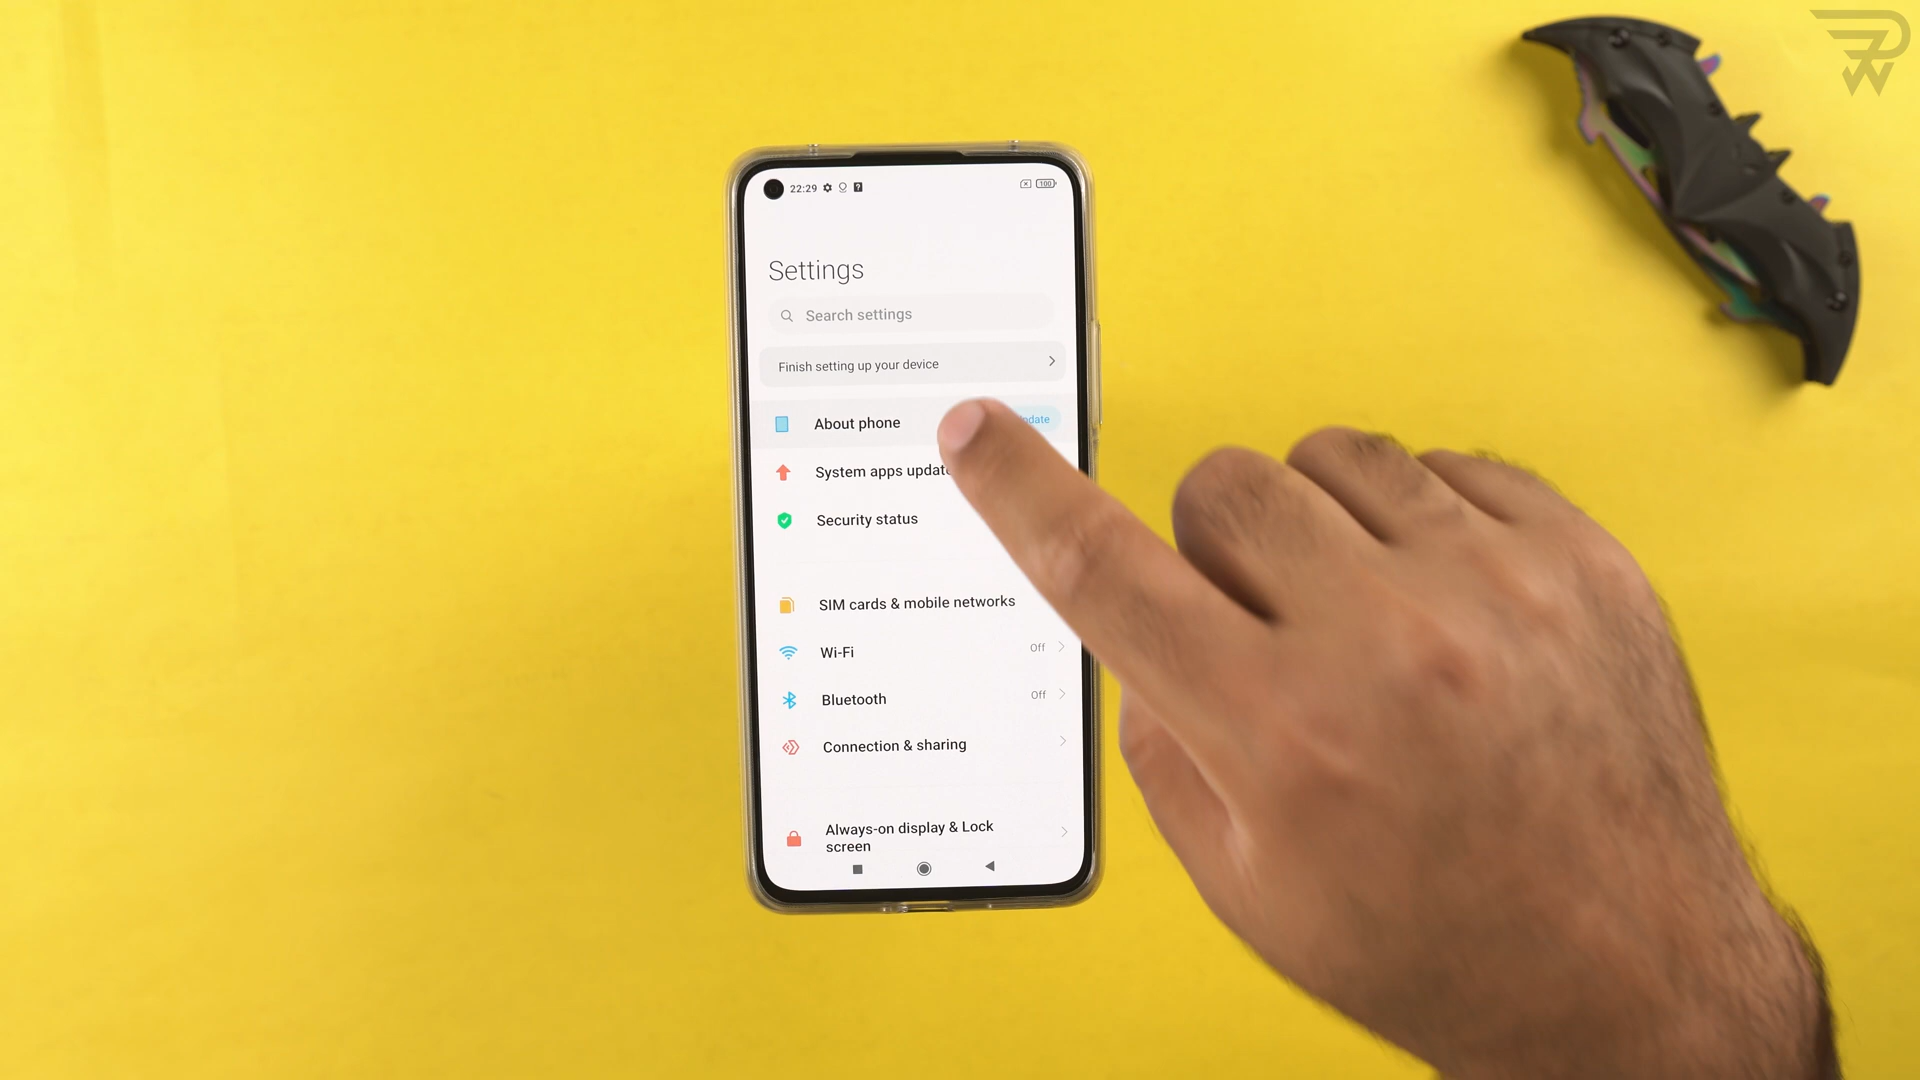 22:29
100
Settings
Search settings
Finish setting up your device
About phone
System apps
Security status
SIM cards & mobile networks
Wi-Fi Off
Bluetooth Off
Connection & sharing
Always-on display & Lock
screen